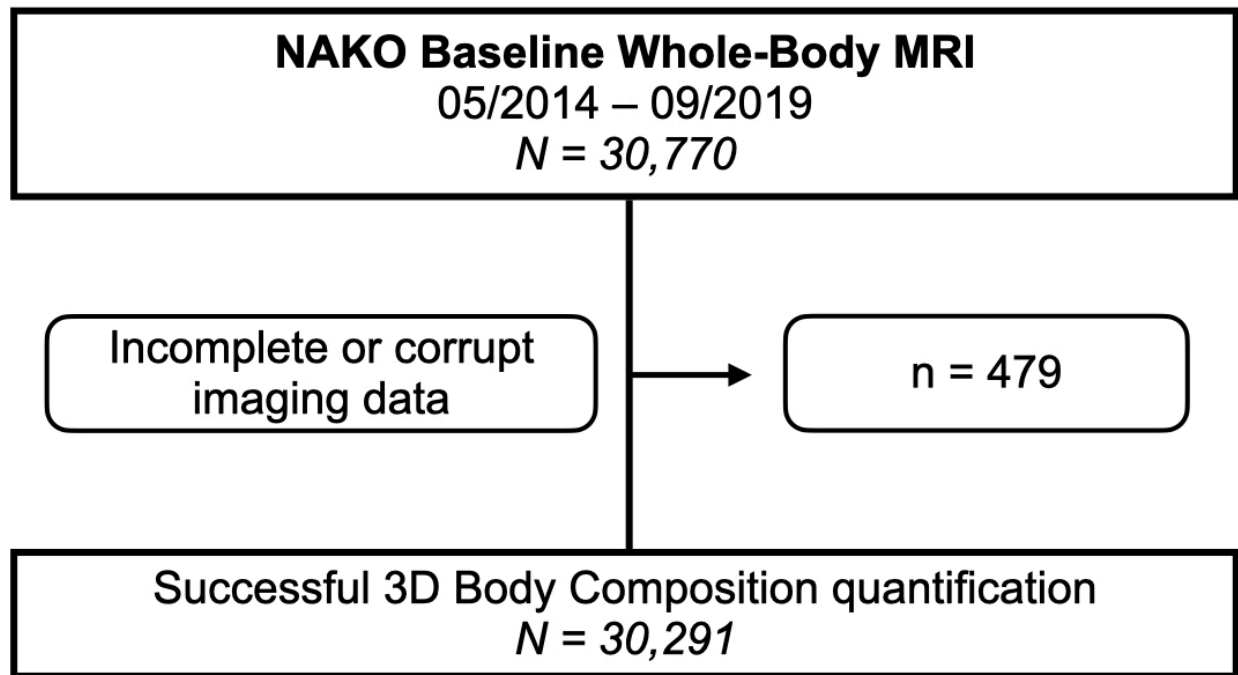 NAKO Baseline Whole-Body MRI
05/2014 – 09/2019
N = 30,770
Incomplete or corrupt
imaging data
n = 479
Successful 3D Body Composition quantification
N = 30,291